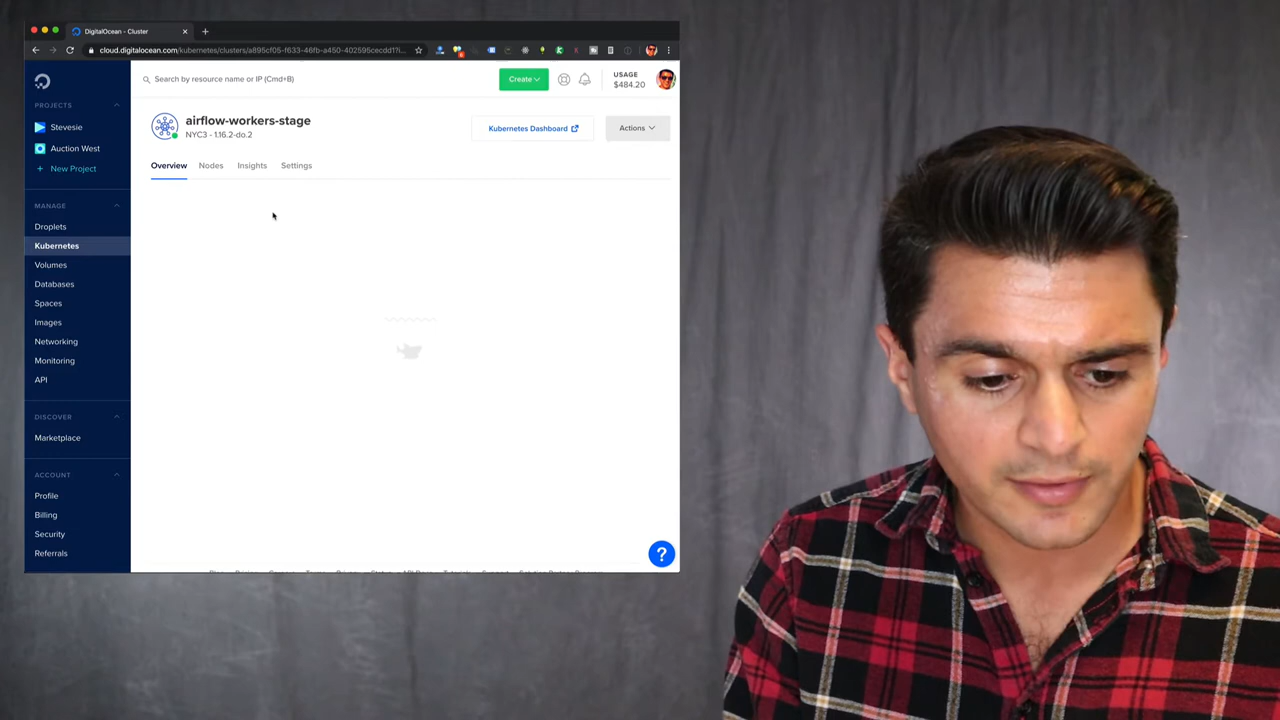 DigitalOcean - Cluster
cloud.digitalocean.com/kubernetes/clusters/a895cf05-f633-46fb-a450-402595cecdd1?i...
Search by resource name or IP (Cmd+B)
Create
USAGE
$484.20
PROJECTS
Stevesie
Auction West
+ New Project
MANAGE
Droplets
Kubernetes
Volumes
Databases
Spaces
Images
Networking
Monitoring
API
DISCOVER
Marketplace
ACCOUNT
Profile
Billing
Security
Referrals
airflow-workers-stage
NYC3 - 1.16.2-do.2
Kubernetes Dashboard
Actions
Overview Nodes Insights Settings
?